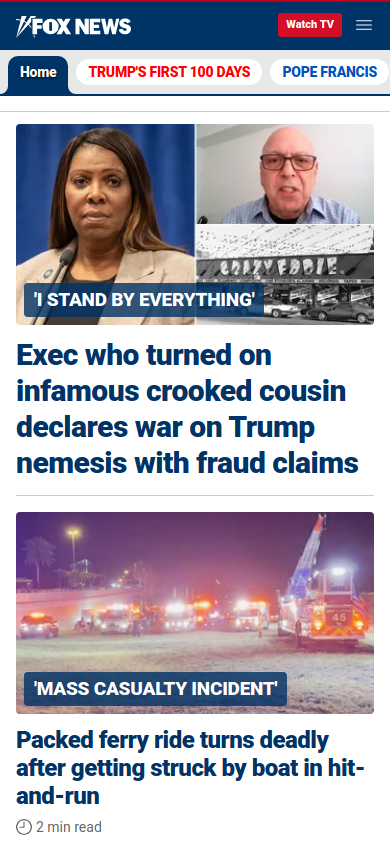 FOX NEWS
Watch TV
Home
TRUMP'S FIRST 100 DAYS
POPE FRANCIS
CRAZY EDDIE
'I STAND BY EVERYTHING'
Exec who turned on
infamous crooked cousin
declares war on Trump
nemesis with fraud claims
45
'MASS CASUALTY INCIDENT'
Packed ferry ride turns deadly
after getting struck by boat in hit-
and-run
2 min read